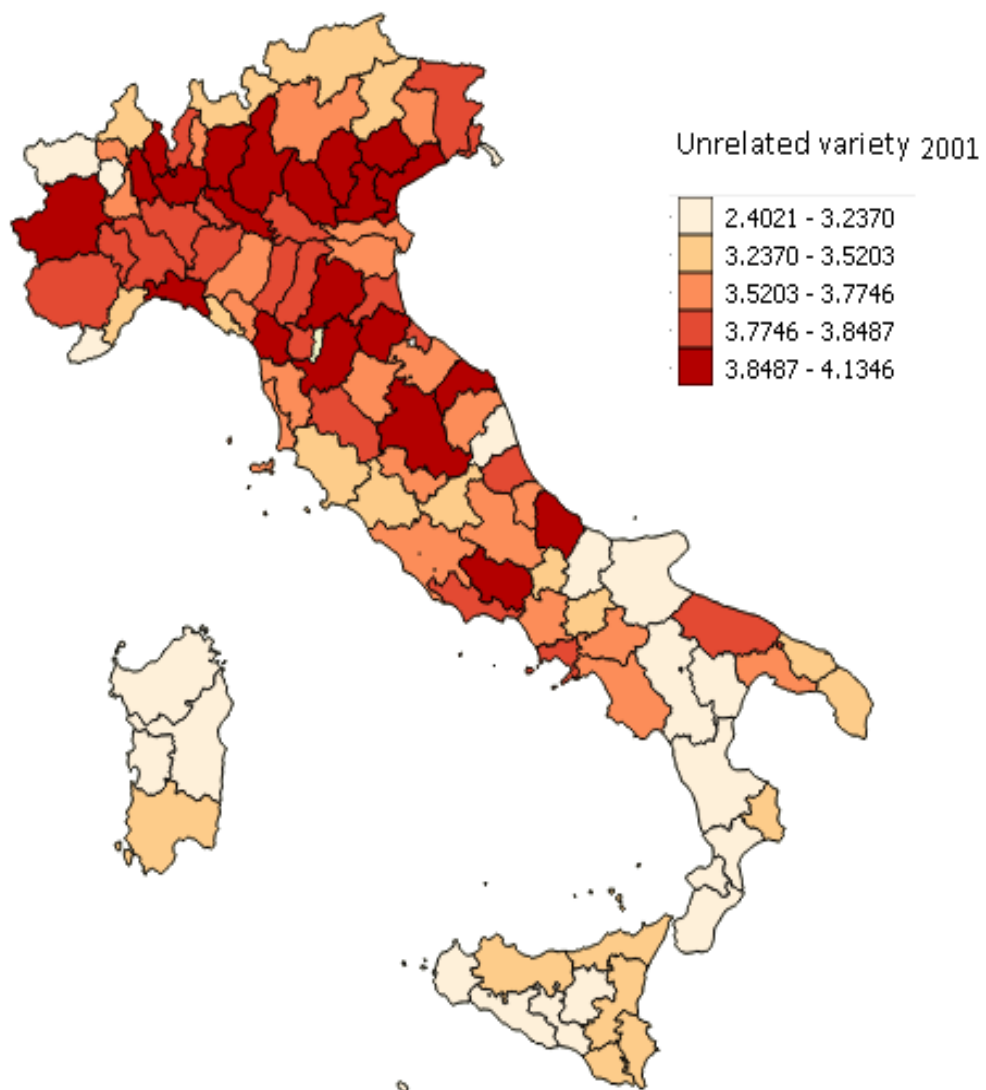 Unrelated variety 2001
2.4021 - 3.2370
3.2370 - 3.5203
3.5203 - 3.7746
3.7746 - 3.8487
3.8487 - 4.1346